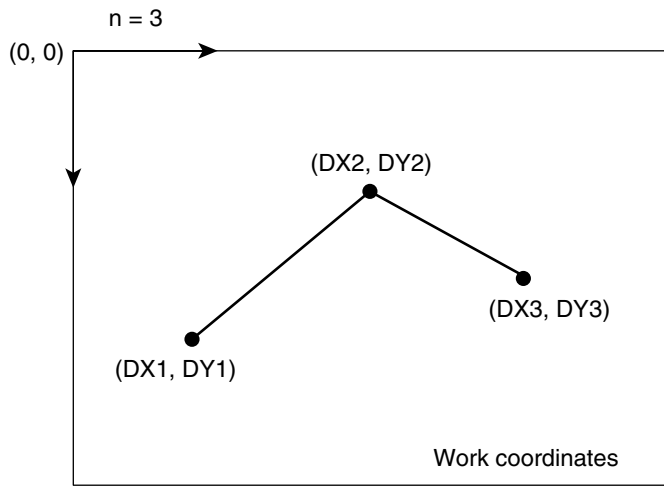 n = 3
(0, 0)
(DX2, DY2)
(DX3, DY3)
(DX1, DY1)
Work coordinates